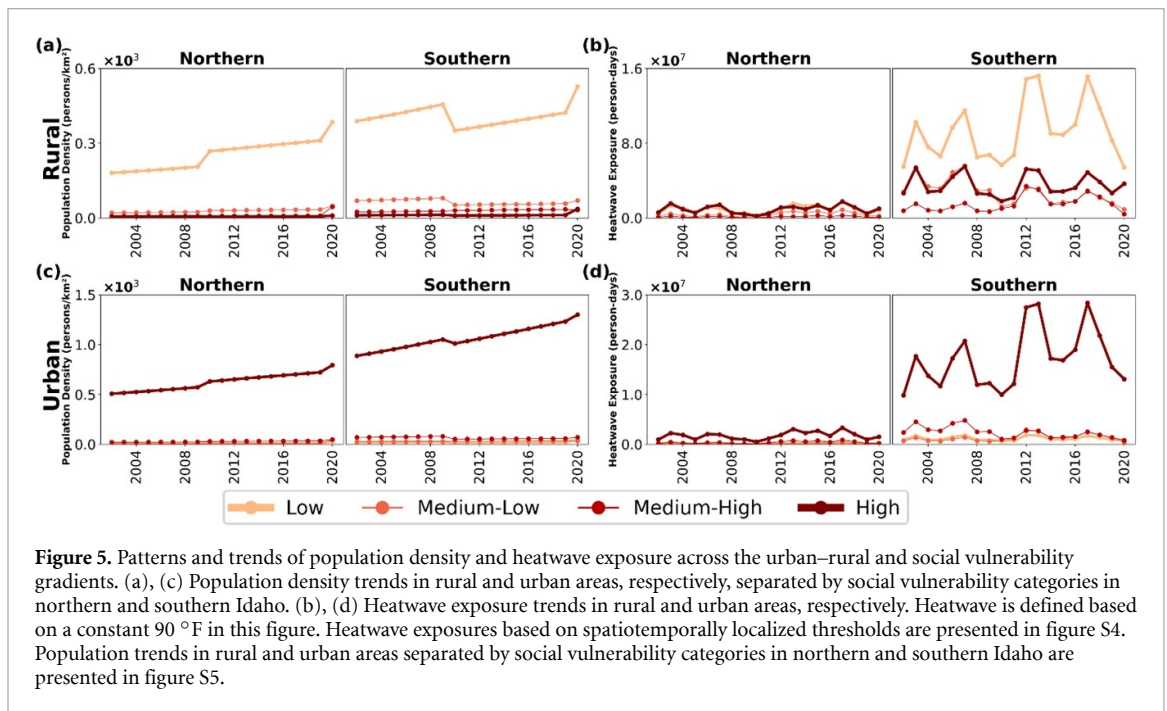 (a)
×10³
Northern
Southern
Rural
Population Density (persons/km²)
0.6
0.3
0.0
2004
2008
2012
2016
2020
2004
2008
2012
2016
2020
(b)
×10⁷
Northern
Southern
Heatwave Exposure (person-days)
1.6
8.0
0.0
2004
2008
2012
2016
2020
2004
2008
2012
2016
2020
(c)
×10³
Northern
Southern
Urban
Population Density (persons/km²)
1.5
1.0
0.5
0.0
2004
2008
2012
2016
2020
2004
2008
2012
2016
2020
(d)
×10⁷
Northern
Southern
Heatwave Exposure (person-days)
3.0
2.0
1.0
0.0
2004
2008
2012
2016
2020
2004
2008
2012
2016
2020
Low Medium-Low Medium-High High
Figure 5. Patterns and trends of population density and heatwave exposure across the urban–rural and social vulnerability
gradients. (a), (c) Population density trends in rural and urban areas, respectively, separated by social vulnerability categories in
northern and southern Idaho. (b), (d) Heatwave exposure trends in rural and urban areas, respectively. Heatwave is defined based
on a constant 90 °F in this figure. Heatwave exposures based on spatiotemporally localized thresholds are presented in figure S4.
Population trends in rural and urban areas separated by social vulnerability categories in northern and southern Idaho are
presented in figure S5.